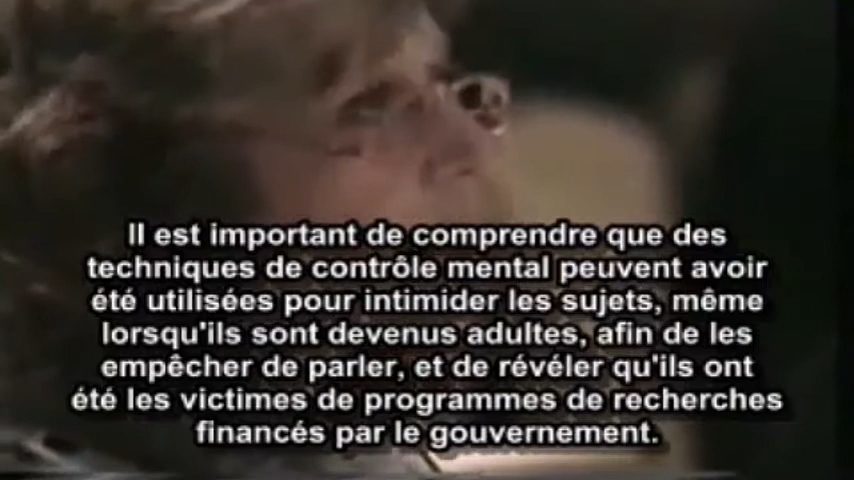 Il est important de comprendre que des
techniques de contrôle mental peuvent avoir
été utilisées pour intimider les sujets, même
lorsqu'ils sont devenus adultes, afin de les
empêcher de parler, et de révéler qu'ils ont
été les victimes de programmes de recherches
financés par le gouvernement.